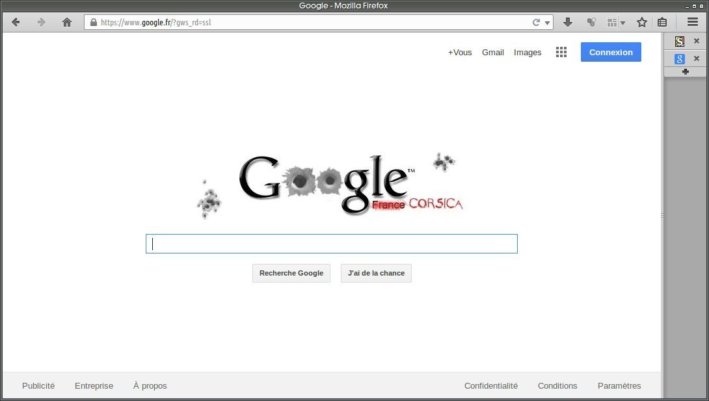 Google - Mozilla Firefox
https://www.google.fr/?gws_rd=ssl
+Vous Gmail Images Connexion
Google™
France CORSICA
Recherche Google J'ai de la chance
Publicité Entreprise À propos Confidentialité Conditions Paramètres